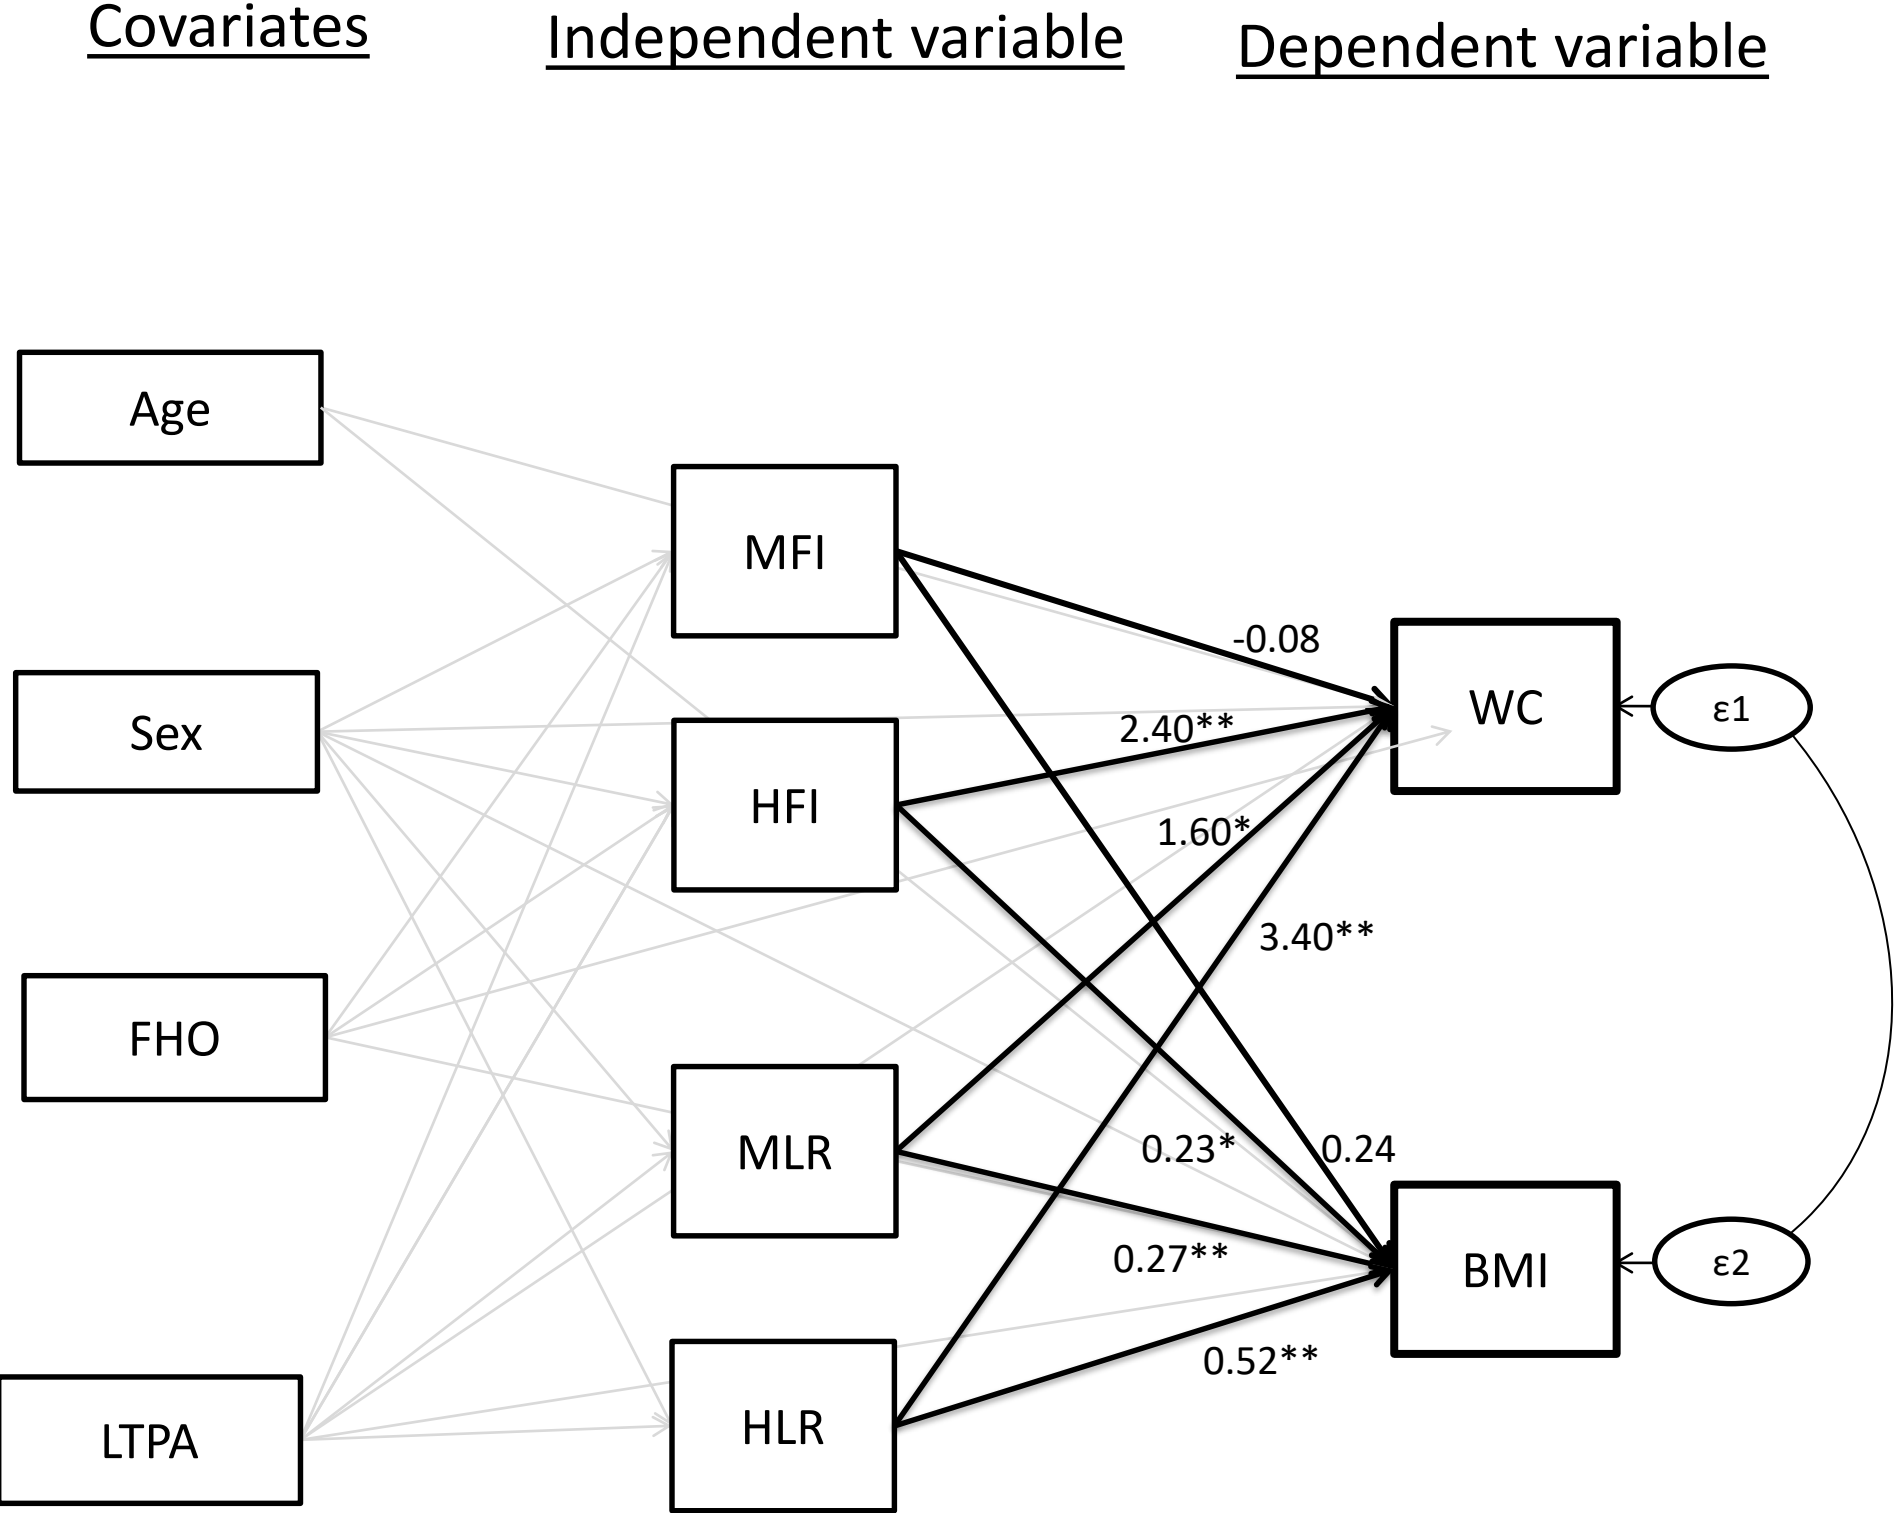 Covariates
Independent variable
Dependent variable
Age
MFI
-0.08
WC
ε1
Sex
2.40**
HFI
1.60*
3.40**
FHO
MLR
0.23*
0.24
0.27**
BMI
ε2
0.52**
LTPA
HLR